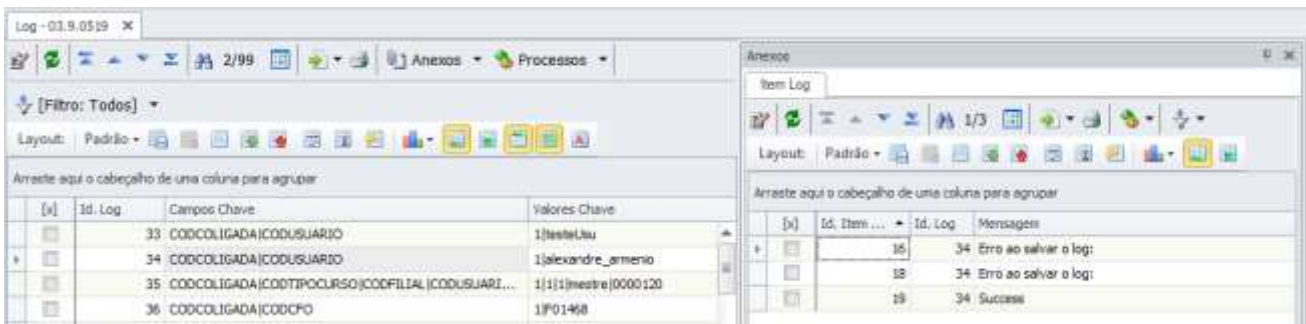 Log - 03.9.0519
2/99 Anexos Processos
[Filtro: Todos]
Layout: Padrão
Arraste aqui o cabeçalho de uma coluna para agrupar
[x] Id. Log Campos Chave Valores Chave
33 CODCOLIGADA|CODUSUARIO 1|testeUsu
34 CODCOLIGADA|CODUSUARIO 1|alexandre_armenio
35 CODCOLIGADA|CODTIPOCURSO|CODFILIAL|CODUSUARI... 1|1|1|mestre|0000120
36 CODCOLIGADA|CODCFO 1|F01468
Anexos
Item Log
1/3
Layout: Padrão
Arraste aqui o cabeçalho de uma coluna para agrupar
[x] Id. Item ... Id. Log Mensagem
16 34 Erro ao salvar o log:
18 34 Erro ao salvar o log:
19 34 Success